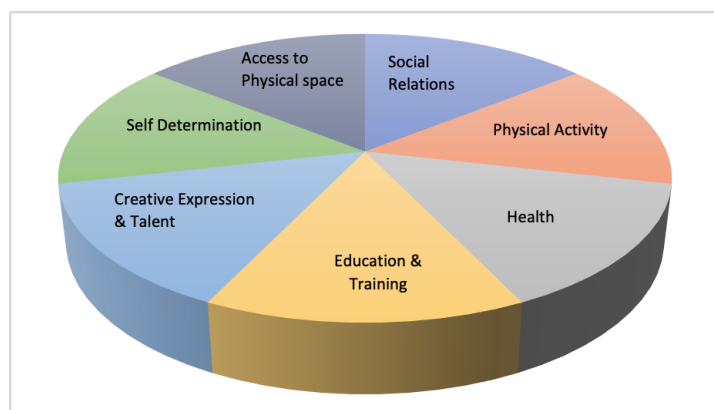 Access to
Physical space
Social
Relations
Self Determination
Physical Activity
Creative Expression
& Talent
Health
Education &
Training